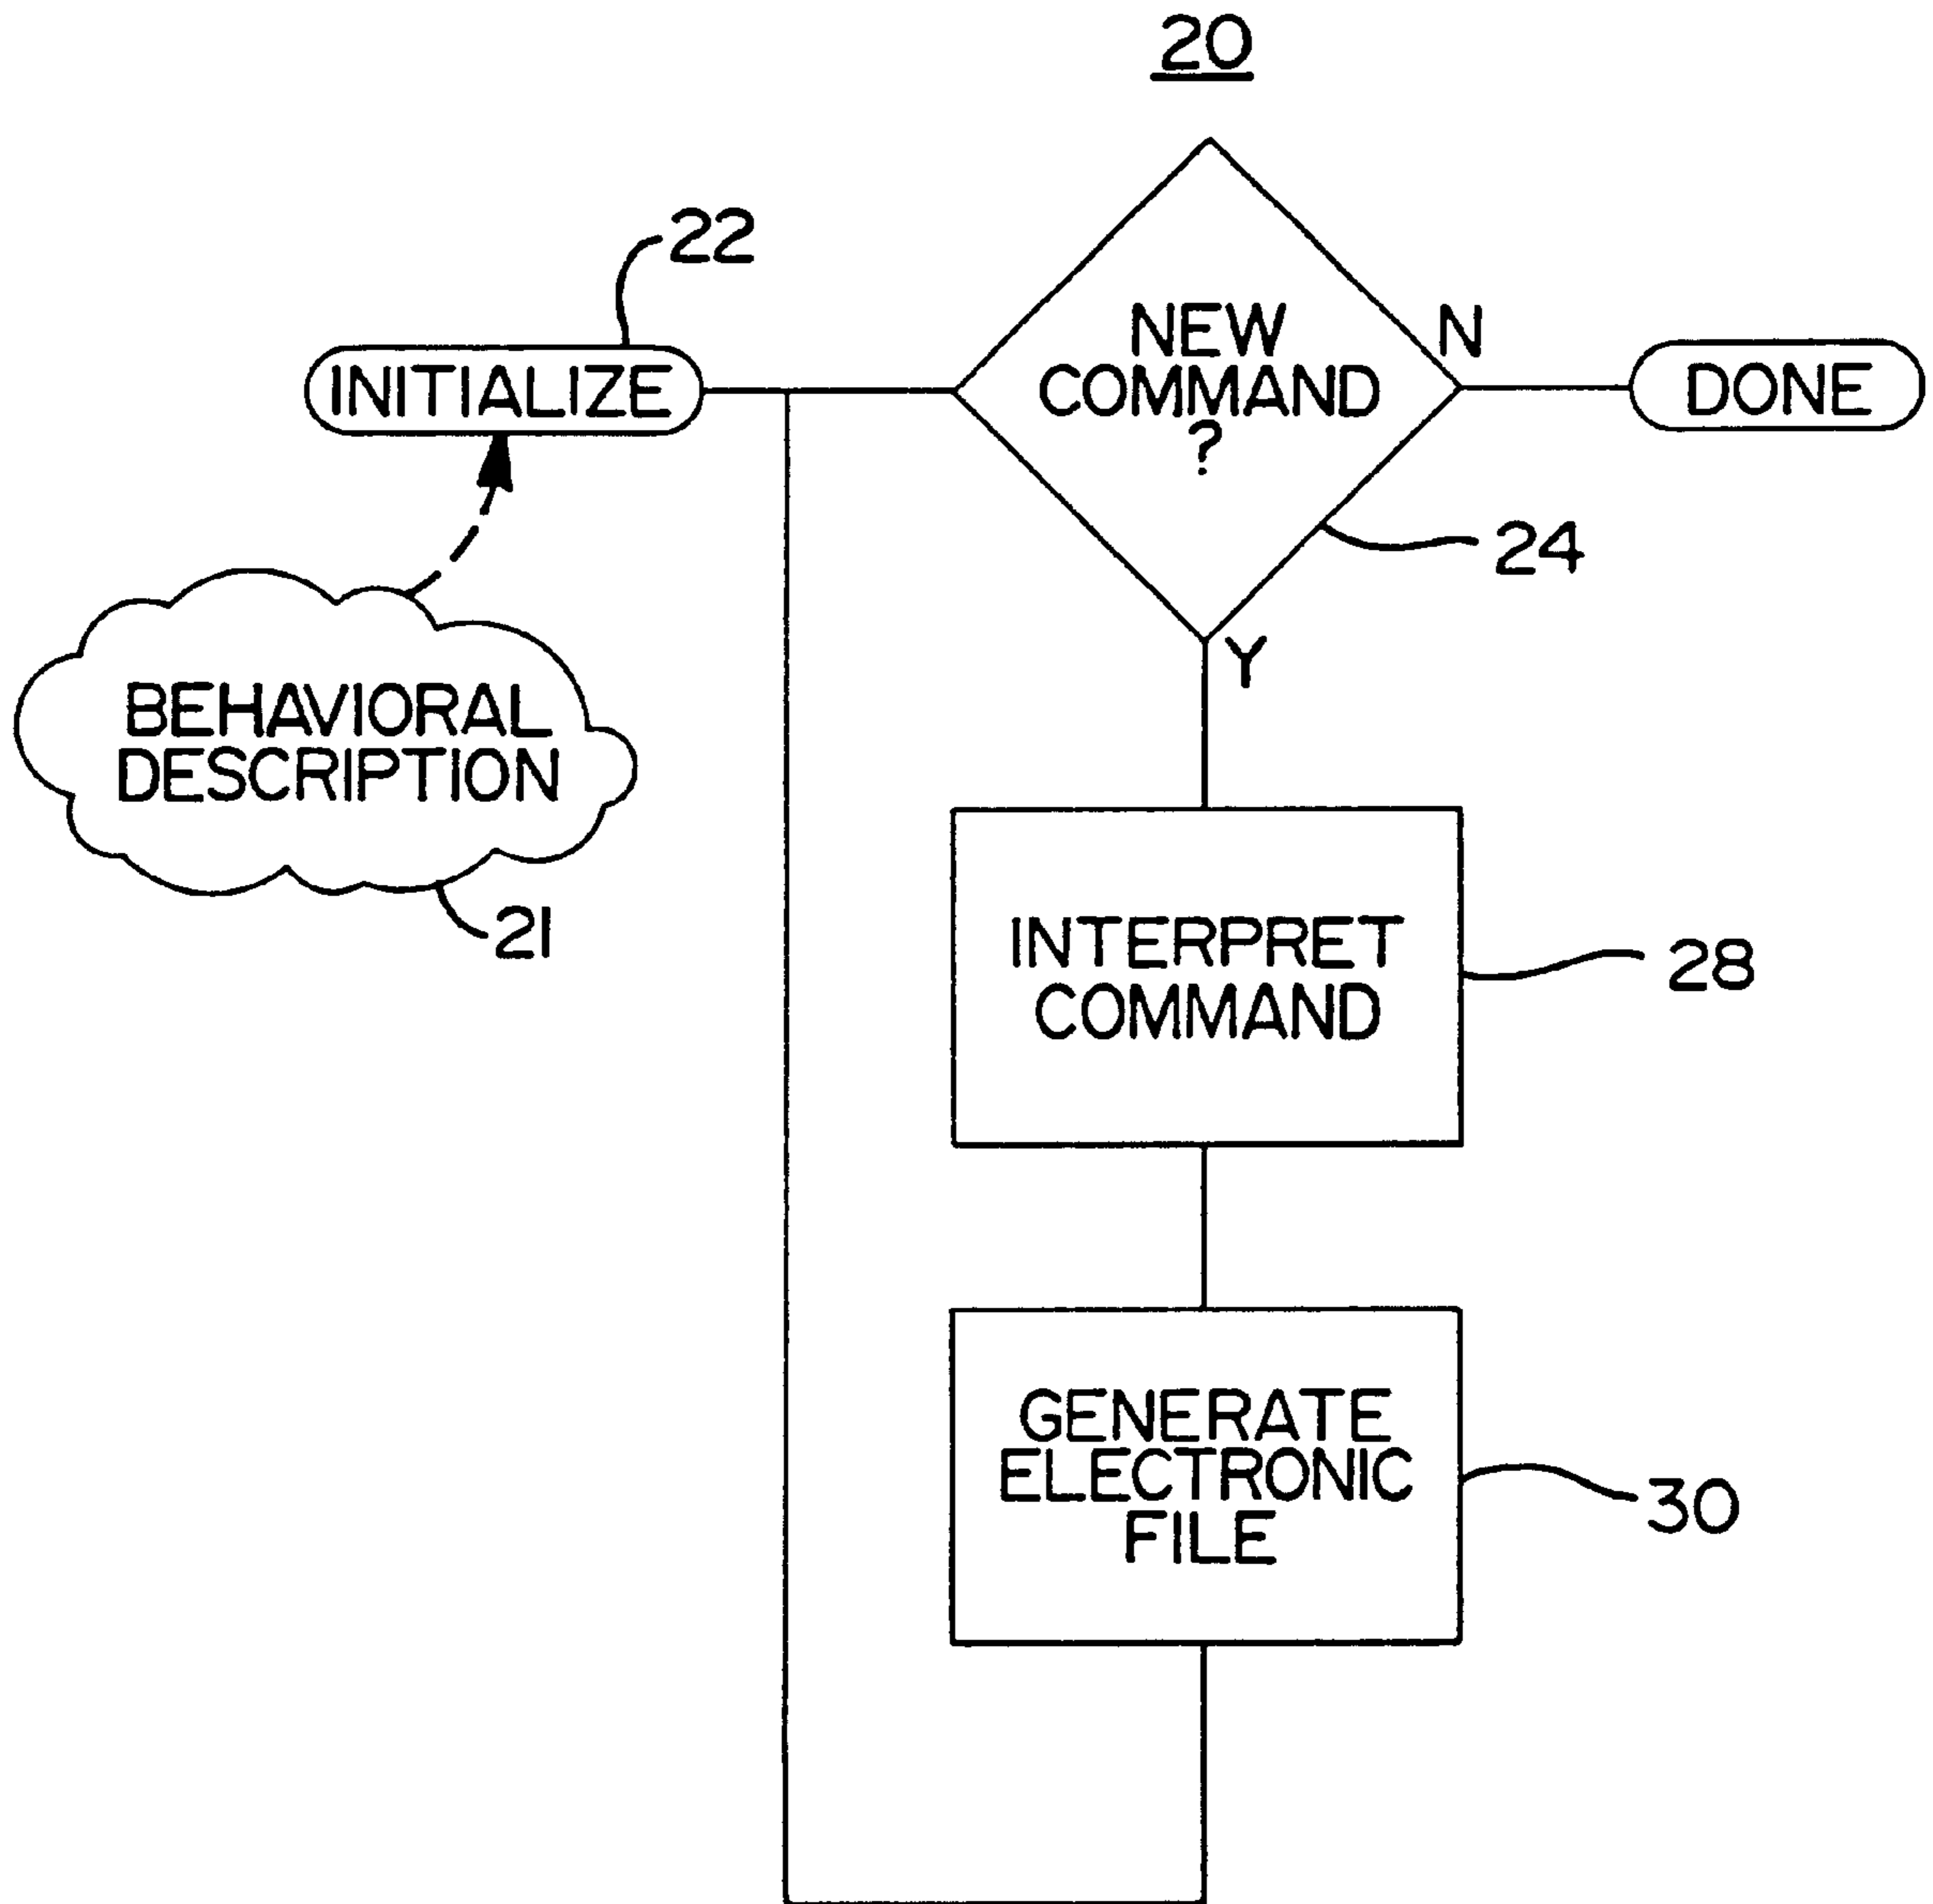 20
22
INITIALIZE
NEW
COMMAND
?
N
DONE
24
Y
BEHAVIORAL
DESCRIPTION
21
INTERPRET
COMMAND
28
GENERATE
ELECTRONIC
FILE
30